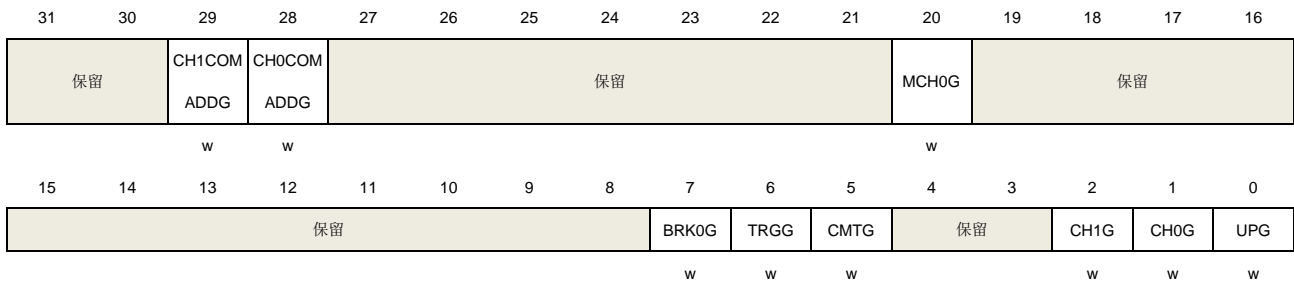 31 30 29 28 27 26 25 24 23 22 21 20 19 18 17 16
保留 CH1COM ADDG CH0COM ADDG 保留 MCH0G 保留
w w w
15 14 13 12 11 10 9 8 7 6 5 4 3 2 1 0
保留 BRK0G TRGG CMTG 保留 CH1G CH0G UPG
w w w w w w